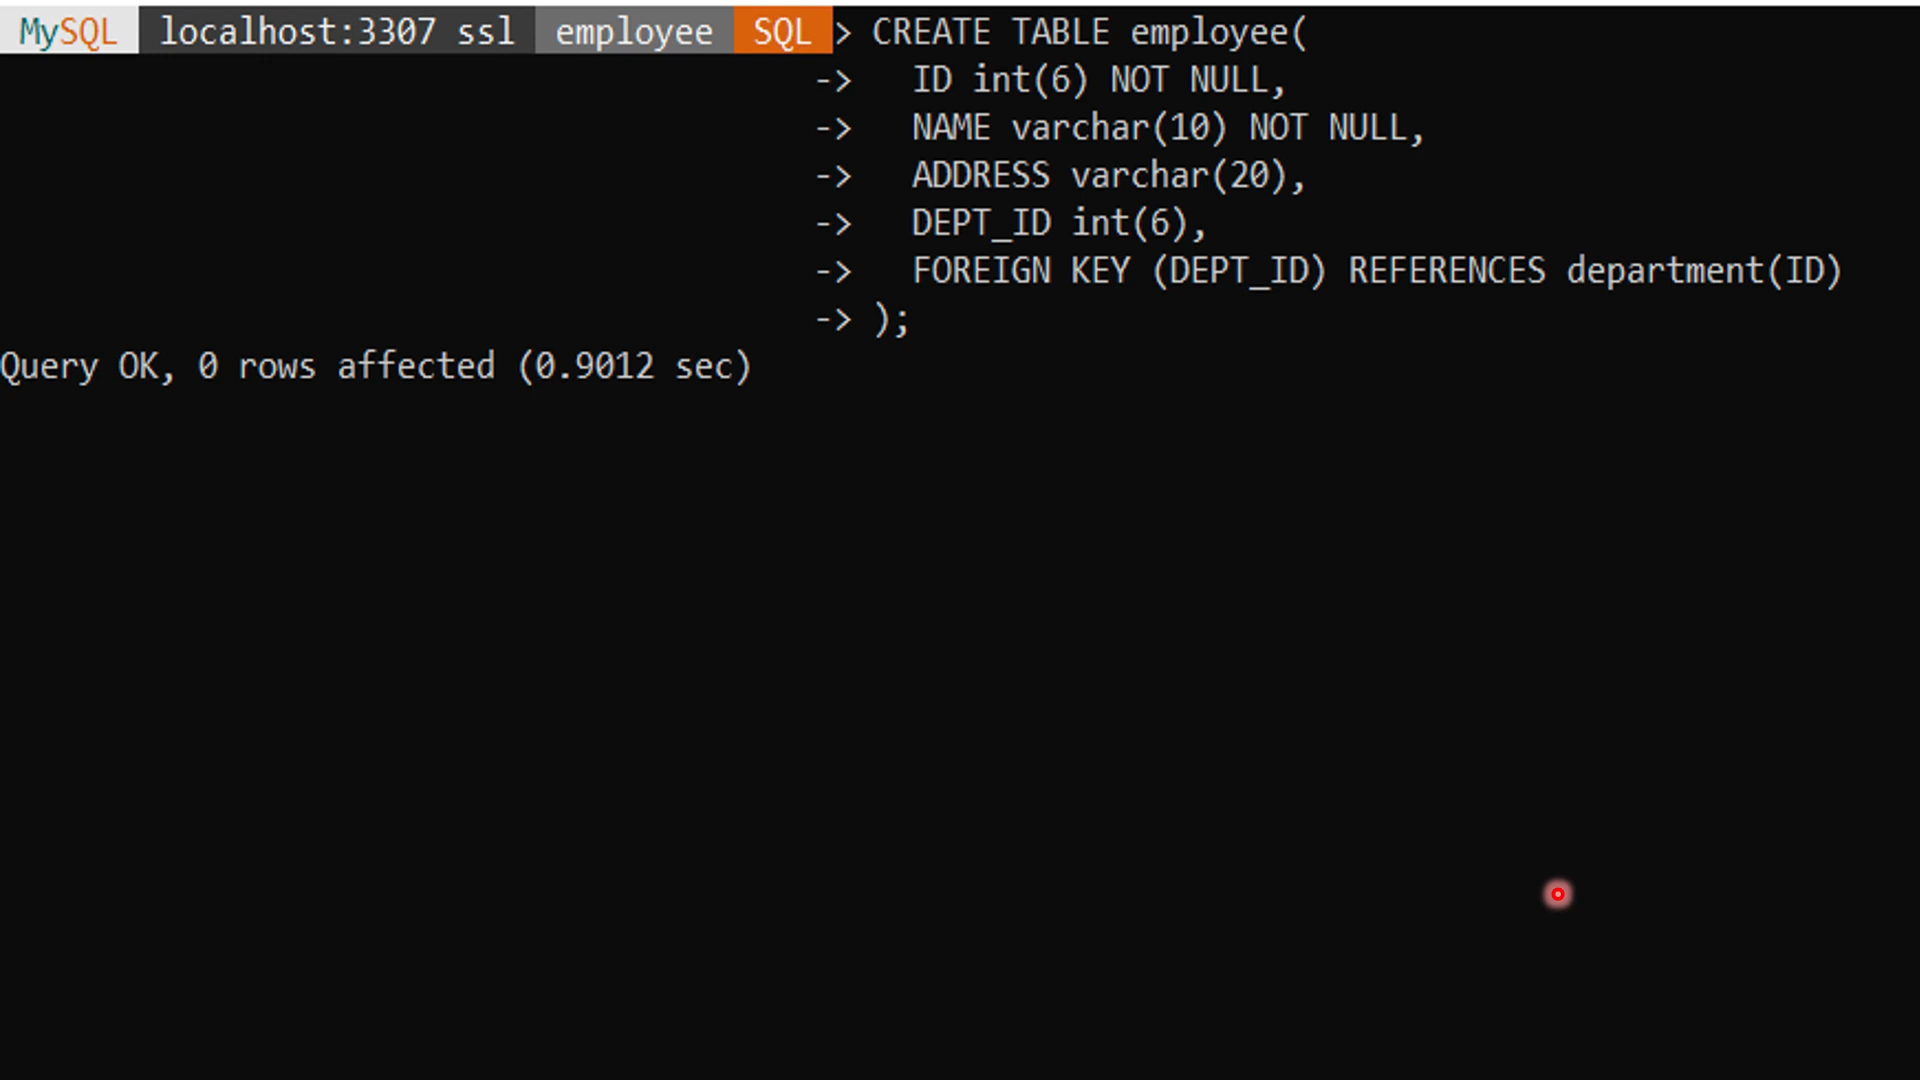 MySQL localhost:3307 ssl employee SQL > CREATE TABLE employee(
-> ID int(6) NOT NULL,
-> NAME varchar(10) NOT NULL,
-> ADDRESS varchar(20),
-> DEPT_ID int(6),
-> FOREIGN KEY (DEPT_ID) REFERENCES department(ID)
-> );
Query OK, 0 rows affected (0.9012 sec)